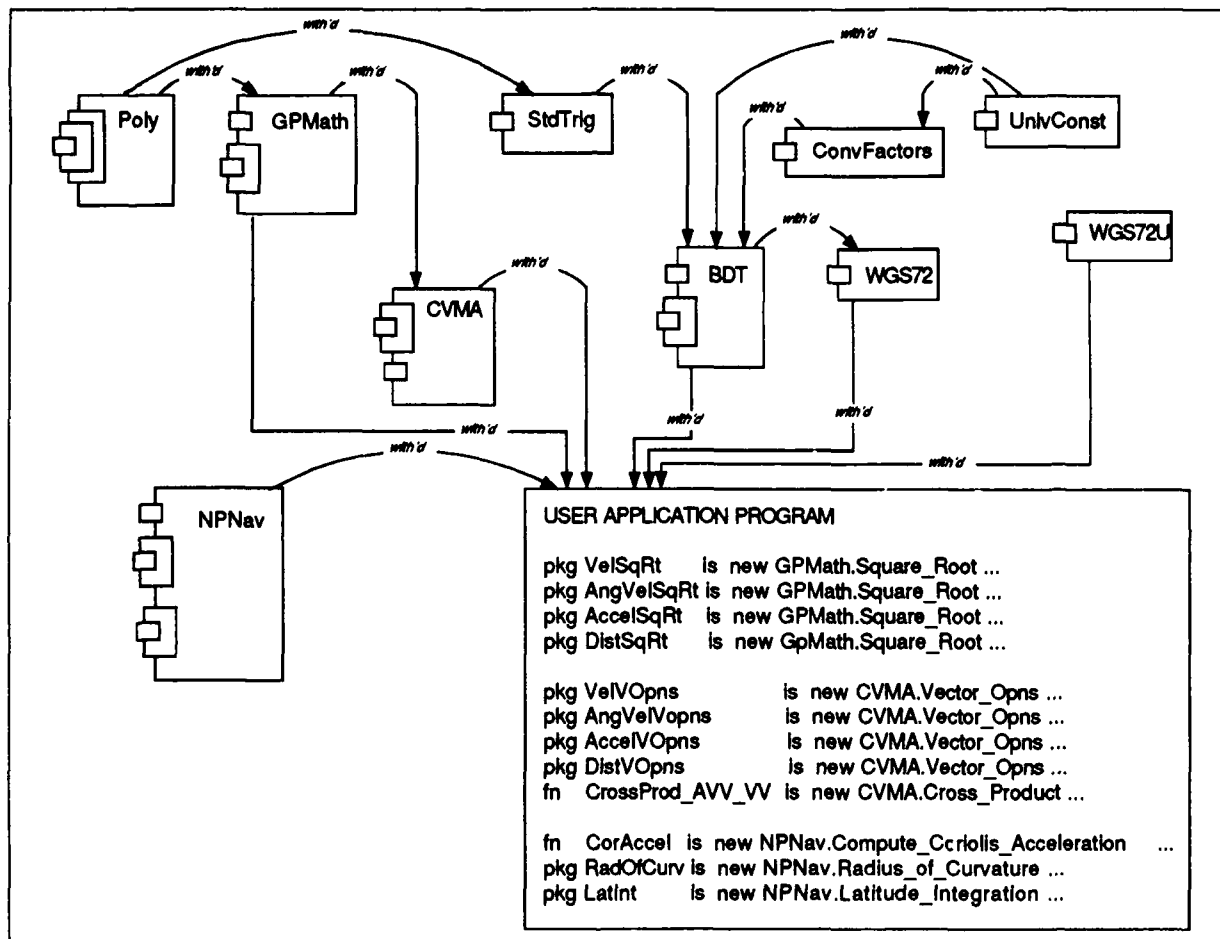 with'd
with'd
with'd
with'd
with'd
with'd
Poly
GPMath
StdTrig
ConvFactors
UnivConst
with'd
WGS72U
with'd
BDT
WGS72
CVMA
with'd
with'd
with'd
with'd
with'd
NPNav
USER APPLICATION PROGRAM
pkg VelSqRt is new GPMath.Square_Root ...
pkg AngVelSqRt is new GPMath.Square_Root ...
pkg AccelSqRt is new GPMath.Square_Root ...
pkg DistSqRt is new GpMath.Square_Root ...
pkg VelVOpns is new CVMA.Vector_Opns ...
pkg AngVelVopns is new CVMA.Vector_Opns ...
pkg AccelVOpns is new CVMA.Vector_Opns ...
pkg DistVOpns is new CVMA.Vector_Opns ...
fn CrossProd_AVV_VV is new CVMA.Cross_Product ...
fn CorAccel is new NPNav.Compute_Coriolis_Acceleration ...
pkg RadOfCurv is new NPNav.Radius_of_Curvature ...
pkg LatInt is new NPNav.Latitude_Integration ...